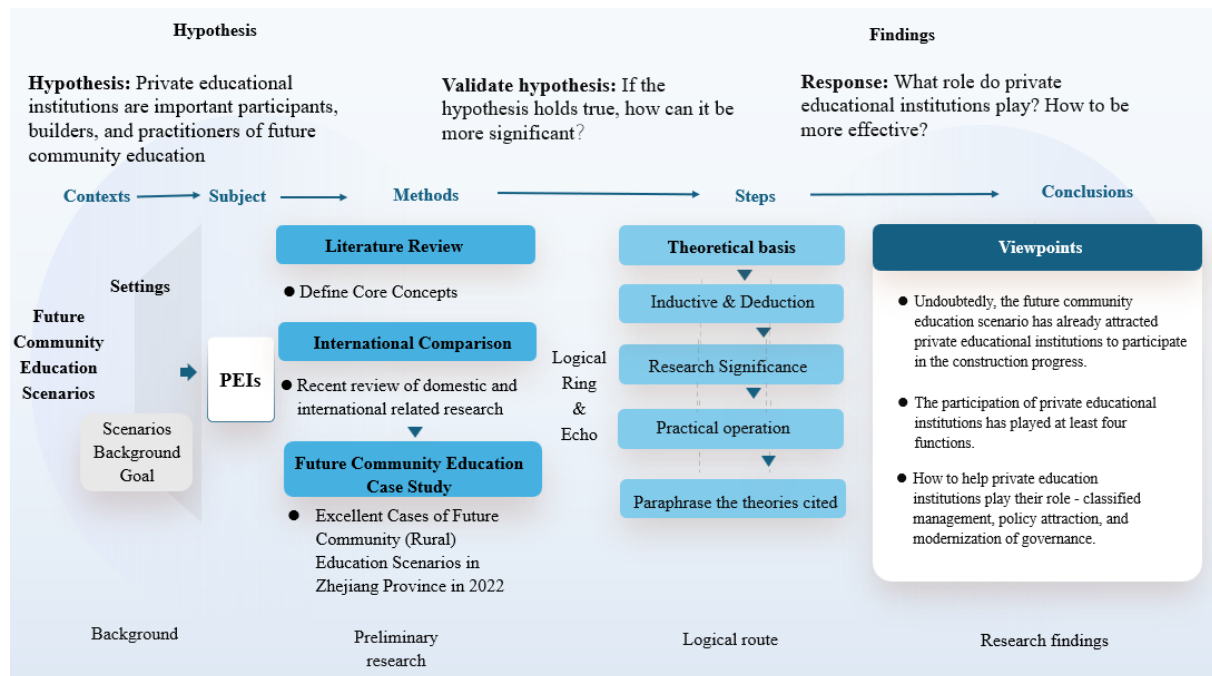 Hypothesis
Findings
Hypothesis: Private educational
institutions are important participants,
builders, and practitioners of future
community education
Validate hypothesis: If the
hypothesis holds true, how can it be
more significant?
Response: What role do private
educational institutions play? How to be
more effective?
Contexts
Subject
Methods
Steps
Conclusions
Settings
Future
Community
Education
Scenarios
Scenarios
Background
Goal
PEIs
Literature Review
● Define Core Concepts
International Comparison
● Recent review of domestic and
international related research
Future Community Education
Case Study
● Excellent Cases of Future
Community (Rural)
Education Scenarios in
Zhejiang Province in 2022
Logical
Ring
&
Echo
Theoretical basis
Inductive & Deduction
Research Significance
Practical operation
Paraphrase the theories cited
Viewpoints
● Undoubtedly, the future community
education scenario has already attracted
private educational institutions to participate
in the construction progress.
● The participation of private educational
institutions has played at least four
functions.
● How to help private education
institutions play their role - classified
management, policy attraction, and
modernization of governance.
Background
Preliminary
research
Logical route
Research findings